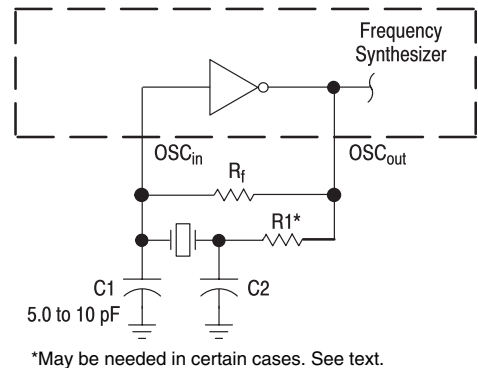 Frequency
Synthesizer
OSCin
OSCout
Rf
R1*
C1
C2
5.0 to 10 pF
*May be needed in certain cases. See text.